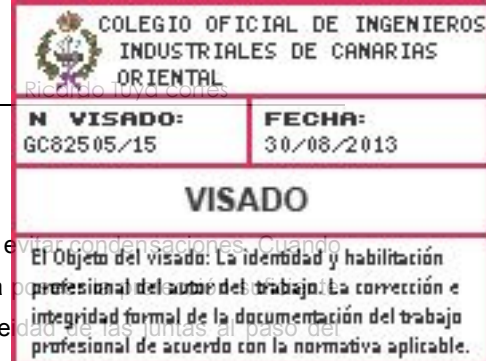 COLEGIO OFICIAL DE INGENIEROS
INDUSTRIALES DE CANARIAS
ORIENTAL
Ricardo Tuya cortes
N VISADO:
GC82505/15
FECHA:
30/08/2013
VISADO
evitar condensaciones. Cuando
El Objeto del visado: La identidad y habilitación
profesional del autor del trabajo. La corrección e
integridad formal de la documentación del trabajo
eidad de las juntas al paso del
profesional de acuerdo con la normativa aplicable.